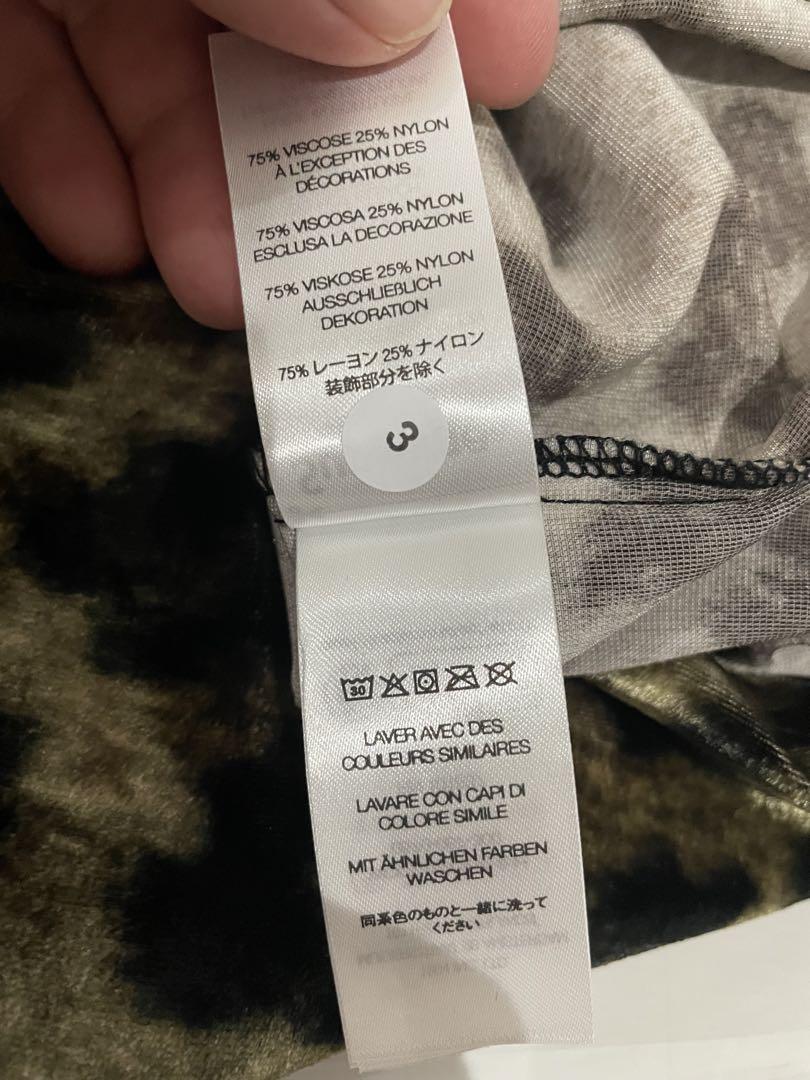 75% VISCOSE 25% NYLON
À L'EXCEPTION DES
DÉCORATIONS
75% VISCOSA 25% NYLON
ESCLUSA LA DECORAZIONE
75% VISKOSE 25% NYLON
AUSSCHLIEßLICH
DEKORATION
75% レーヨン 25% ナイロン
装飾部分を除く
3
30
LAVER AVEC DES
COULEURS SIMILAIRES
LAVARE CON CAPI DI
COLORE SIMILE
MIT ÄHNLICHEN FARBEN
WASCHEN
同系色のものと一緒に洗って
ください